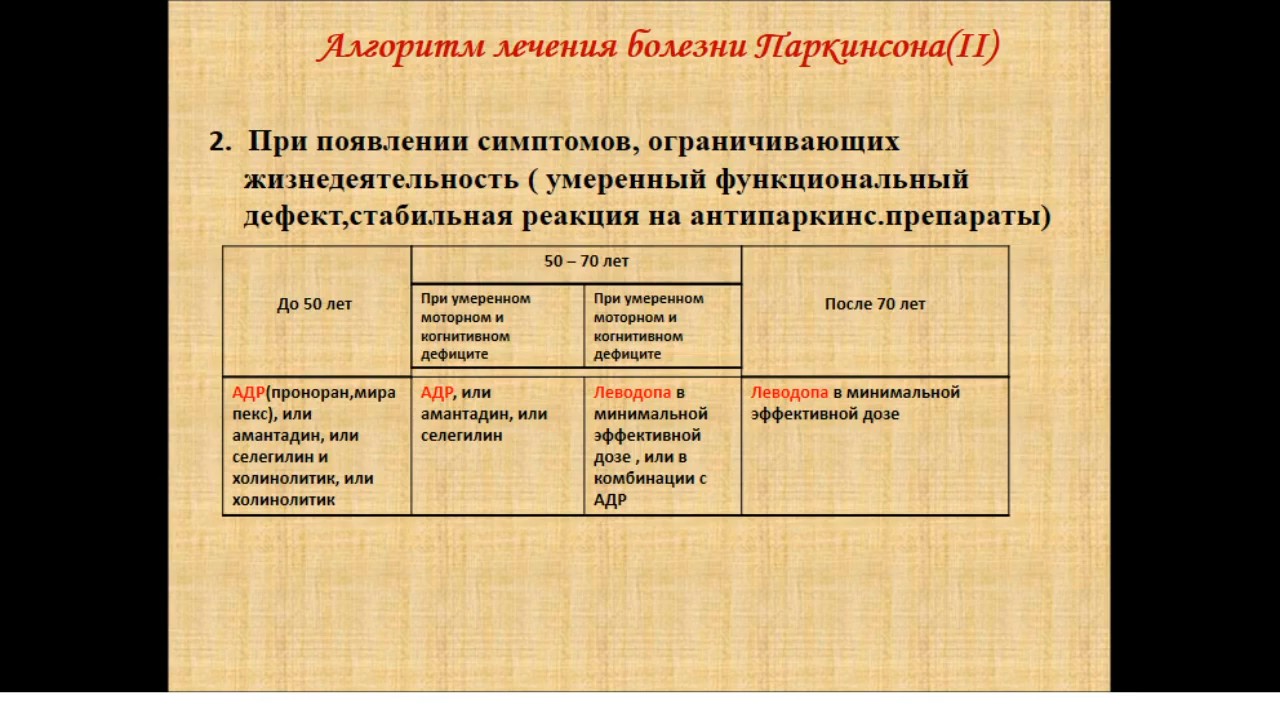 Алгоритм лечения болезни Паркинсона(II)
2. При появлении симптомов, ограничивающих
жизнедеятельность ( умеренный функциональный
дефект,стабильная реакция на антипаркинс.препараты)
До 50 лет
50 – 70 лет
При умеренном
моторном и
когнитивном
дефиците
При умеренном
моторном и
когнитивном
дефиците
После 70 лет
АДР(проноран,мира
пекс), или
амантадин, или
селегилин и
холинолитик, или
холинолитик
АДР, или
амантадин, или
селегилин
Леводопа в
минимальной
эффективной
дозе , или в
комбинации с
АДР
Леводопа в минимальной
эффективной дозе